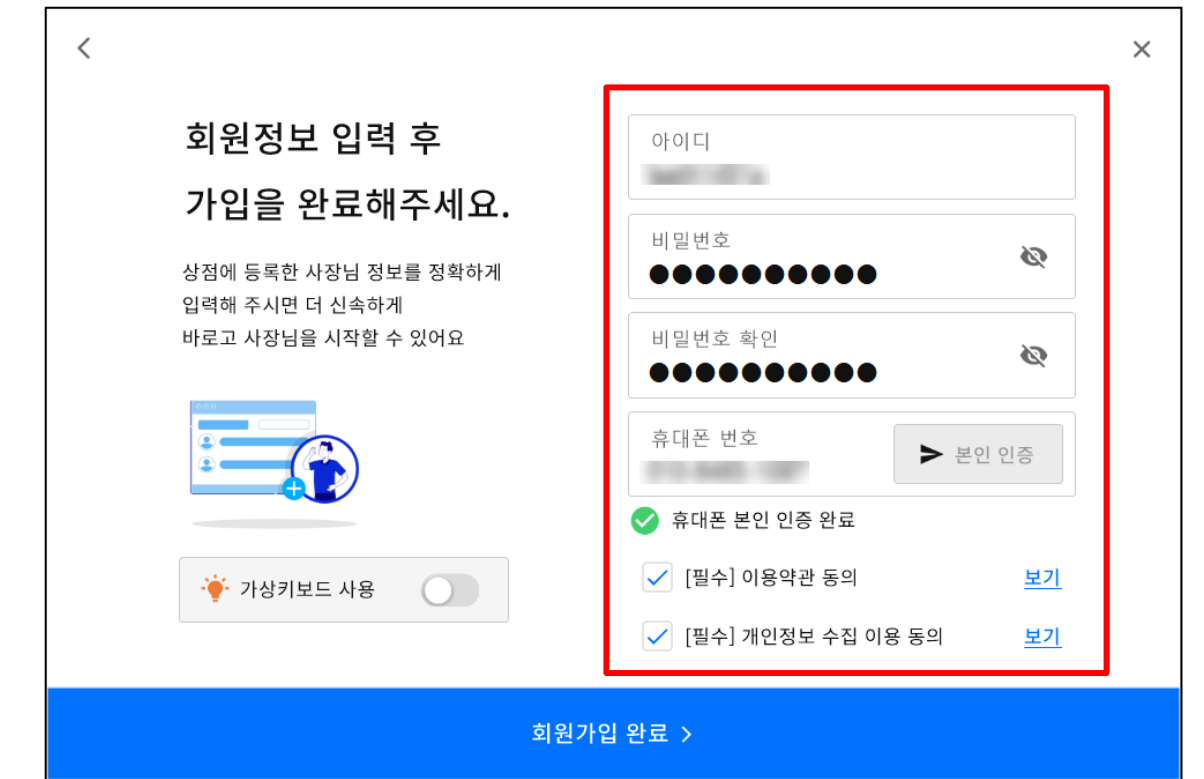 회원정보 입력 후
가입을 완료해주세요.
상점에 등록한 사장님 정보를 정확하게
입력해 주시면 더 신속하게
바로고 사장님을 시작할 수 있어요
가상키보드 사용
아이디
비밀번호
●●●●●●●●●●
비밀번호 확인
●●●●●●●●●●
휴대폰 번호
본인 인증
휴대폰 본인 인증 완료
[필수] 이용약관 동의 보기
[필수] 개인정보 수집 이용 동의 보기
회원가입 완료 >